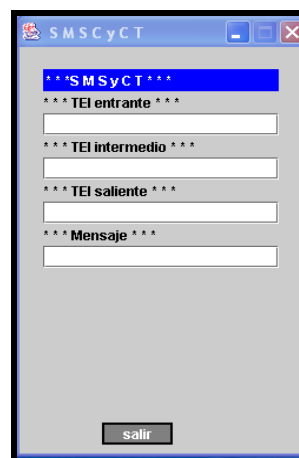 SMSCyCT
* * *SMSyCT* * *
* * * TEl entrante * * *
* * * TEl intermedio * * *
* * * TEl saliente * * *
* * * Mensaje * * *
salir